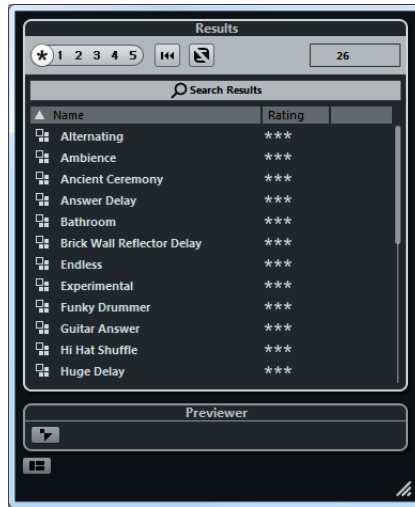 Results
* 1 2 3 4 5 26
Search Results
Name Rating
Alternating ***
Ambience ***
Ancient Ceremony ***
Answer Delay ***
Bathroom ***
Brick Wall Reflector Delay ***
Endless ***
Experimental ***
Funky Drummer ***
Guitar Answer ***
Hi Hat Shuffle ***
Huge Delay ***
Previewer